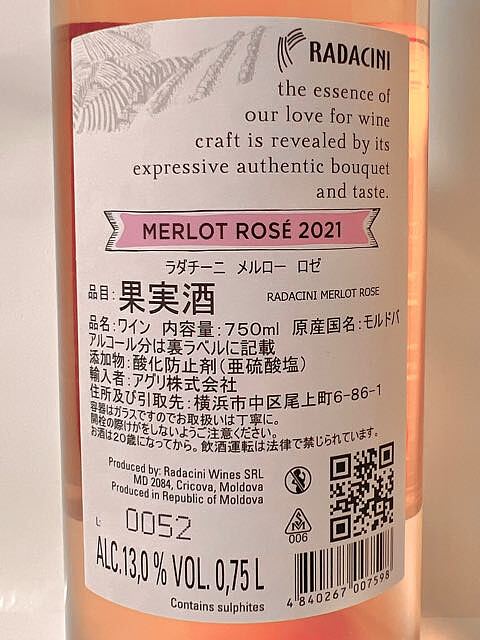 RADACINI
the essence of
our love for wine
craft is revealed by its
expressive authentic bouquet
and taste.
MERLOT ROSÉ 2021
ラダチーニ メルロー ロゼ
品目:果実酒 RADACINI MERLOT ROSE
品名:ワイン 内容量:750ml 原産国名:モルドバ
アルコール分は裏ラベルに記載
添加物:酸化防止剤(亜硫酸塩)
輸入者:アグリ株式会社
住所及び引取先:横浜市中区尾上町6-86-1
容器はガラスですのでお取扱いは丁寧に。
開栓の際けがをしないようご注意ください。
お酒は20歳になってから。飲酒運転は法律で禁じられています。
Produced by: Radacini Wines SRL
MD 2084, Cricova, Moldova
Produced in Republic of Moldova
L: 0052
006
ALC.13,0 % VOL. 0,75 L
Contains sulphites
4 840267 007598